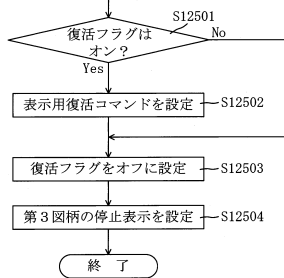 S12501
復活フラグは
オン？
No
Yes
表示用復活コマンドを設定
S12502
復活フラグをオフに設定
S12503
第３図柄の停止表示を設定
S12504
終 了